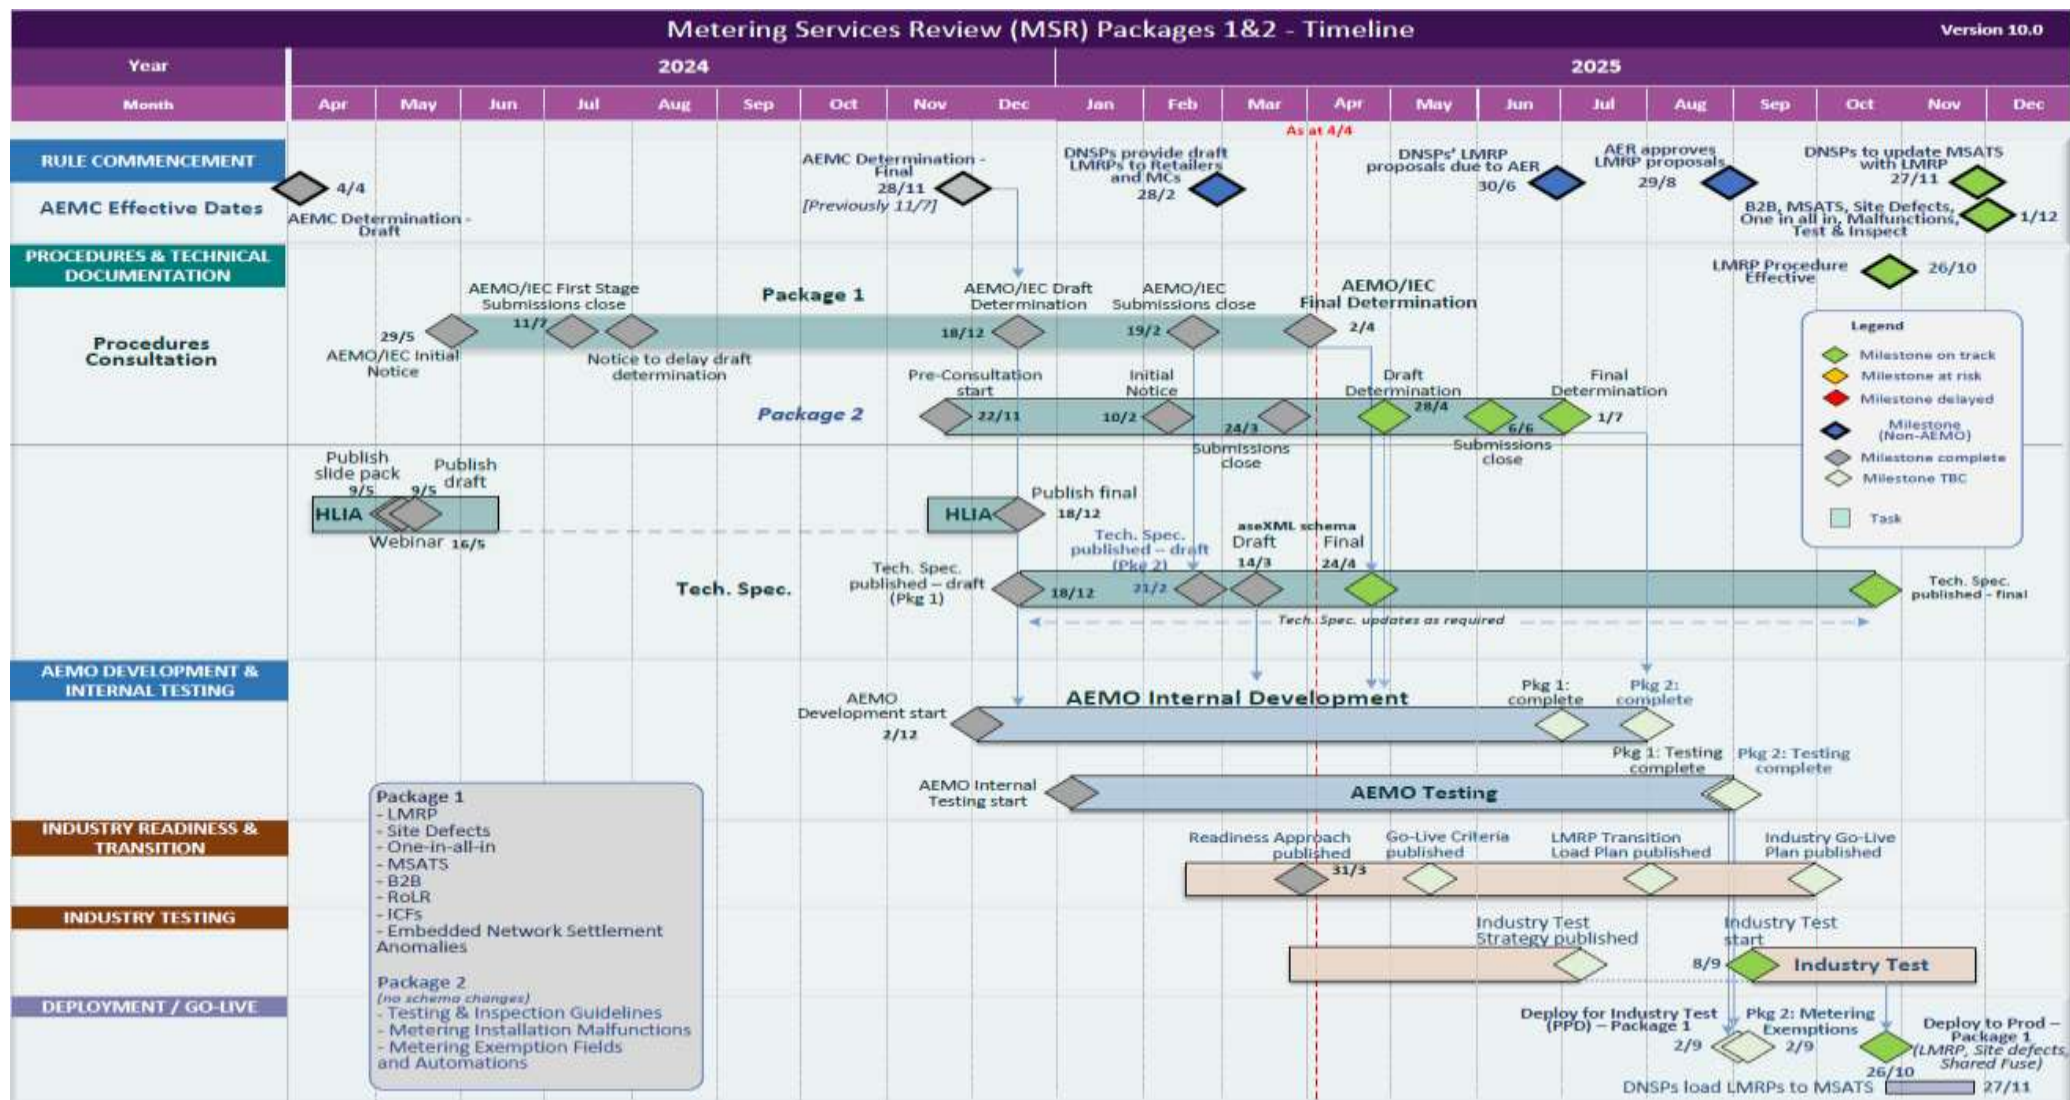 Metering Services Review (MSR) Packages 1&2 - Timeline
Version 10.0
Year
2024
2025
Month
Apr
May
Jun
Jul
Aug
Sep
Oct
Nov
Dec
Jan
Feb
Mar
Apr
May
Jun
Jul
Aug
Sep
Oct
Nov
Dec
As at 4/4
RULE COMMENCEMENT
AEMC Effective Dates
4/4
AEMC Determination -
Draft
AEMC Determination -
Final
28/11
[Previously 11/7]
DNSPs provide draft
LMRPs to Retailers
and MCs
28/2
DNSPs' LMRP
proposals due to AER
30/6
AER approves
LMRP proposals
29/8
DNSPs to update MSATS
with LMRP
27/11
B2B, MSATS, Site Defects,
One in all in, Malfunctions,
Test & Inspect
1/12
PROCEDURES & TECHNICAL
DOCUMENTATION
LMRP Procedure
Effective
26/10
Procedures
Consultation
Package 1
29/5
AEMO/IEC Initial
Notice
AEMO/IEC First Stage
Submissions close
11/7
Notice to delay draft
determination
AEMO/IEC Draft
Determination
18/12
AEMO/IEC
Submissions close
19/2
AEMO/IEC
Final Determination
2/4
Package 2
Pre-Consultation
start
22/11
Initial
Notice
10/2
24/3
Submissions
close
Draft
Determination
28/4
6/6
Submissions
close
Final
Determination
1/7
Legend
Milestone on track
Milestone at risk
Milestone delayed
Milestone
(Non-AEMO)
Milestone complete
Milestone TBC
Task
Publish
slide pack
9/5
Publish
draft
9/5
HLIA
Webinar 16/5
HLIA
Publish final
18/12
Tech. Spec.
Tech. Spec.
published – draft
(Pkg 1)
18/12
Tech. Spec.
published – draft
(Pkg 2)
21/2
aseXML schema
Draft
14/3
Final
24/4
Tech. Spec.
published - final
Tech. Spec. updates as required
AEMO DEVELOPMENT &
INTERNAL TESTING
AEMO
Development start
2/12
AEMO Internal Development
Pkg 1:
complete
Pkg 2:
complete
AEMO Internal
Testing start
AEMO Testing
Pkg 1: Testing
complete
Pkg 2: Testing
complete
INDUSTRY READINESS &
TRANSITION
Readiness Approach
published
31/3
Go-Live Criteria
published
LMRP Transition
Load Plan published
Industry Go-Live
Plan published
INDUSTRY TESTING
Industry Test
Strategy published
Industry Test
start
8/9
Industry Test
DEPLOYMENT / GO-LIVE
Deploy for Industry Test
(PPD) – Package 1
2/9
Pkg 2: Metering
Exemptions
2/9
Deploy to Prod –
Package 1
(LMRP, Site defects,
Shared Fuse)
26/10
DNSPs load LMRPs to MSATS
27/11
Package 1
- LMRP
- Site Defects
- One-in-all-in
- MSATS
- B2B
- RoLR
- ICFs
- Embedded Network Settlement
Anomalies
Package 2
(no schema changes)
- Testing & Inspection Guidelines
- Metering Installation Malfunctions
- Metering Exemption Fields
and Automations